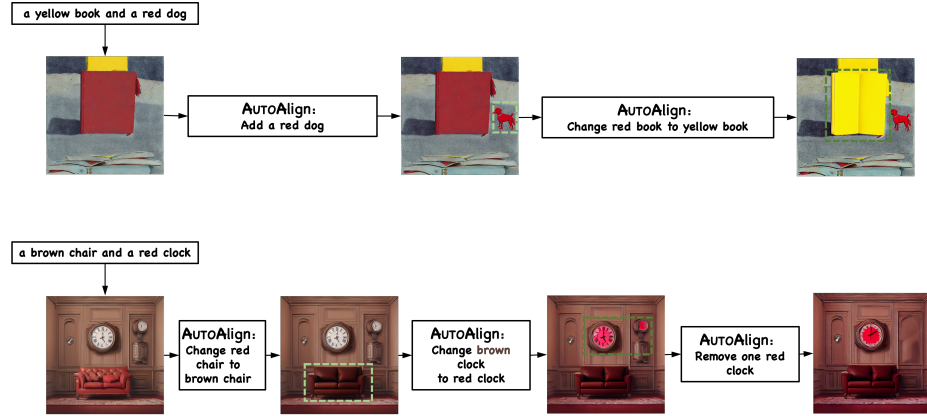 a yellow book and a red dog
AUTOALIGN:
Add a red dog
AUTOALIGN:
Change red book to yellow book
a brown chair and a red clock
AUTOALIGN:
Change red
chair to
brown chair
AUTOALIGN:
Change brown
clock
to red clock
AUTOALIGN:
Remove one red
clock